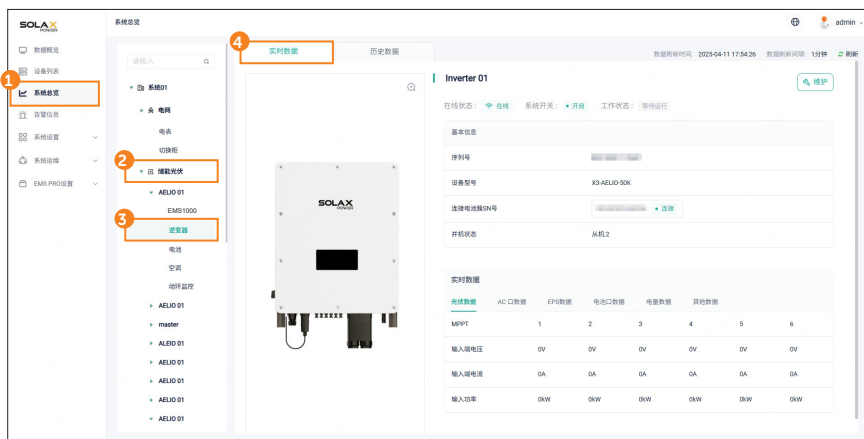 SOLAX POWER
系统总览
admin
数据概览
设备列表
1
系统总览
告警信息
系统设置
系统运维
EMS PRO设置
请输入
系统01
电网
电表
切换柜
2
储能光伏
AELIO 01
EMS1000
3
逆变器
电池
空调
动环监控
AELIO 01
master
ALEIO 01
AELIO 01
AELIO 01
AELIO 01
AELIO 01
4
实时数据 历史数据
数据刷新时间: 2025-04-11 17:54:26 数据刷新间隔: 1分钟 刷新
SOLAX POWER
Inverter 01
维护
在线状态: 在线 系统开关: 开启 工作状态: 等待运行
基本信息
序列号
设备型号 X3-AELIO-50K
连接电池簇SN号 连接
并机状态 从机:2
实时数据
光伏数据 AC 口数据 EPS数据 电池口数据 电量数据 其他数据
MPPT 1 2 3 4 5 6
输入端电压 0V 0V 0V 0V 0V 0V
输入端电流 0A 0A 0A 0A 0A 0A
输入功率 0kW 0kW 0kW 0kW 0kW 0kW